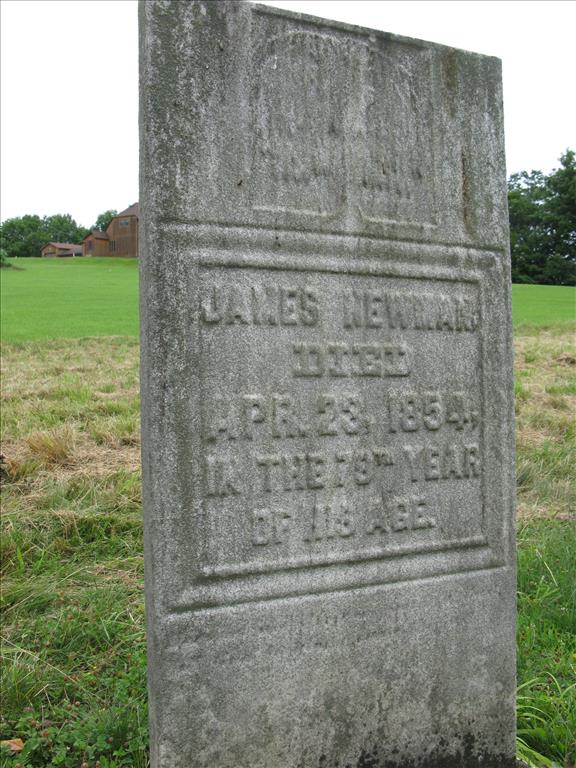 JAMES NEWMAN
DIED
APR. 23, 1854,
IN THE 79TH YEAR
OF HIS AGE.